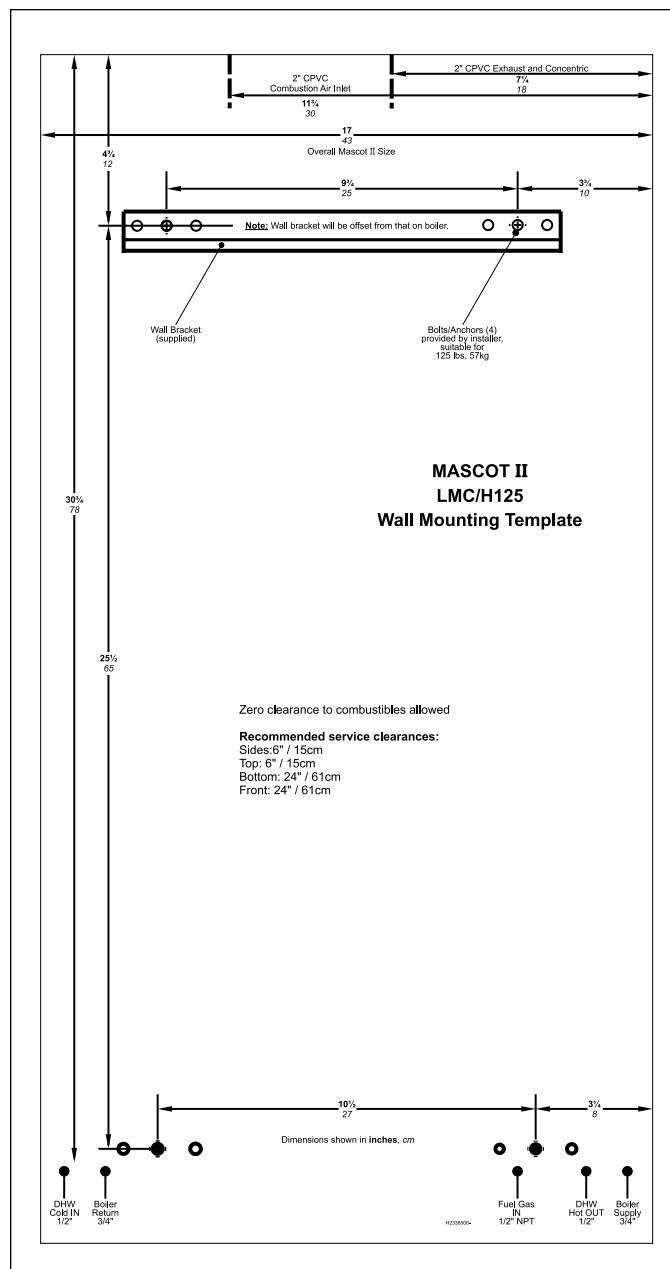 2" CPVC Exhaust and Concentric
7¼
18
2" CPVC
Combustion Air Inlet
11¾
30
17
43
Overall Mascot II Size
4¾
12
9¾
25
3¾
10
Note: Wall bracket will be offset from that on boiler.
Wall Bracket
(supplied)
Bolts/Anchors (4)
provided by installer,
suitable for
125 lbs, 57kg
MASCOT II
LMC/H125
Wall Mounting Template
30¾
78
25½
65
Zero clearance to combustibles allowed
Recommended service clearances:
Sides:6" / 15cm
Top: 6" / 15cm
Bottom: 24" / 61cm
Front: 24" / 61cm
10½
27
3¼
8
Dimensions shown in inches, cm
DHW
Cold IN
1/2"
Boiler
Return
3/4"
H2338500-
Fuel Gas
IN
1/2" NPT
DHW
Hot OUT
1/2"
Boiler
Supply
3/4"